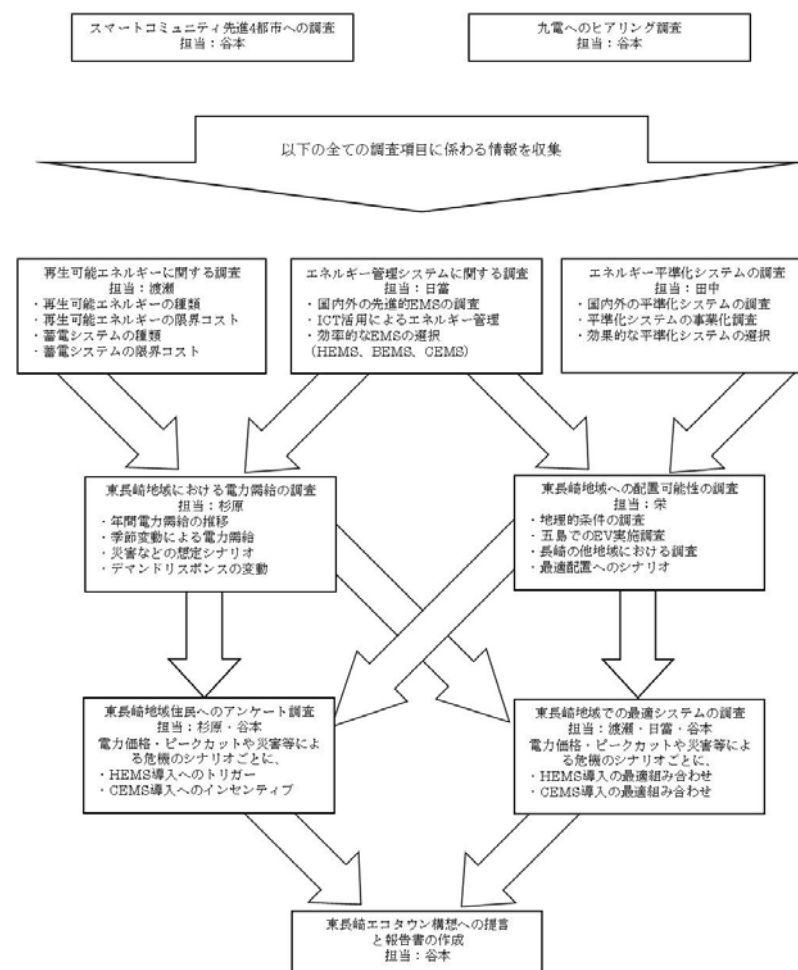 スマートコミュニティ先進4都市への調査
担当：谷本
九電へのヒアリング調査
担当：谷本
以下の全ての調査項目に係わる情報を収集
再生可能エネルギーに関する調査
担当：渡瀬
・再生可能エネルギーの種類
・再生可能エネルギーの限界コスト
・蓄電システムの種類
・蓄電システムの限界コスト
エネルギー管理システムに関する調査
担当：日當
・国内外の先進的EMSの調査
・ICT活用によるエネルギー管理
・効率的なEMSの選択
（HEMS、BEMS、CEMS）
エネルギー平準化システムの調査
担当：田中
・国内外の平準化システムの調査
・平準化システムの事業化調査
・効果的な平準化システムの選択
東長崎地域における電力需給の調査
担当：杉原
・年間電力需給の推移
・季節変動による電力需給
・災害などの想定シナリオ
・デマンドリスポンスの変動
東長崎地域への配置可能性の調査
担当：栄
・地理的条件の調査
・五島でのEV実施調査
・長崎の他地域における調査
・最適配置へのシナリオ
東長崎地域住民へのアンケート調査
担当：杉原・谷本
電力価格・ピークカットや災害等によ
る危機のシナリオごとに、
・HEMS導入へのトリガー
・CEMS導入へのインセンティブ
東長崎地域での最適システムの調査
担当：渡瀬・日當・谷本
電力価格・ピークカットや災害等によ
る危機のシナリオごとに、
・HEMS導入の最適組み合わせ
・CEMS導入の最適組み合わせ
東長崎エコタウン構想への提言
と報告書の作成
担当：谷本